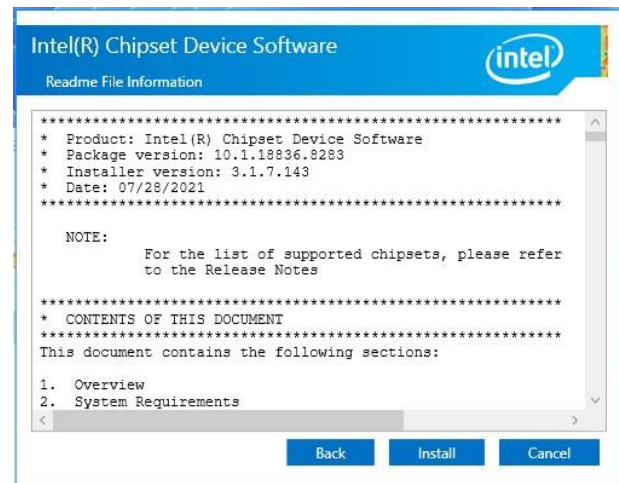 Intel(R) Chipset Device Software
intel
Readme File Information
************************************************************
*  Product: Intel(R) Chipset Device Software
*  Package version: 10.1.18836.8283
*  Installer version: 3.1.7.143
*  Date: 07/28/2021
************************************************************
NOTE:
For the list of supported chipsets, please refer
to the Release Notes
************************************************************
*  CONTENTS OF THIS DOCUMENT
************************************************************
This document contains the following sections:
1.  Overview
2.  System Requirements
Back Install Cancel